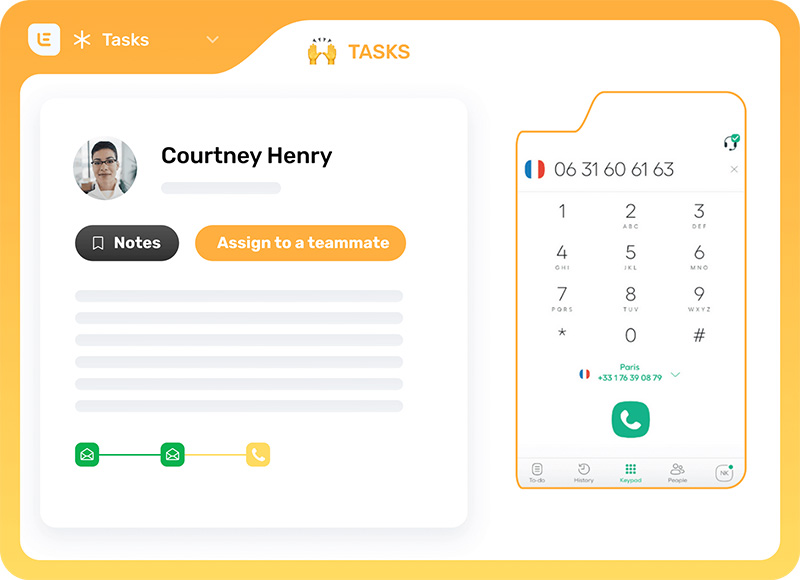 Tasks
TASKS
Courtney Henry
Notes
Assign to a teammate
06 31 60 61 63
1
2
3
ABC
DEF
4
5
6
GHI
JKL
MNO
7
8
9
PQRS
TUV
WXYZ
*
0
#
Paris
+33 1 76 39 08 79
To-do
History
Keypad
People
NK